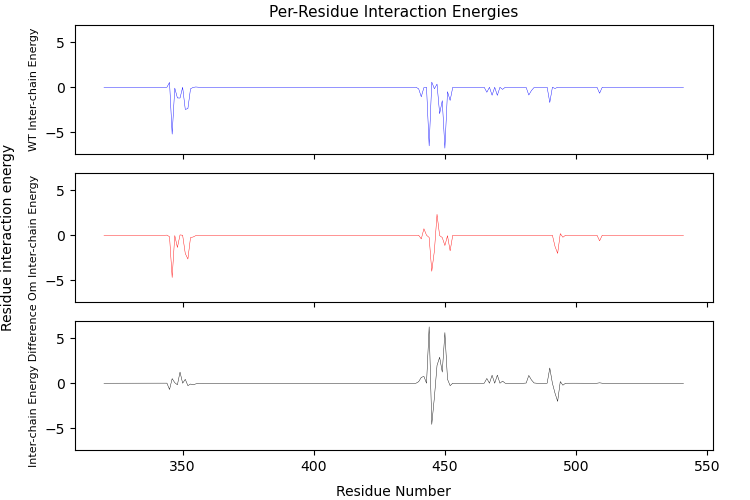 Per-Residue Interaction Energies
Residue interaction energy
WT Inter-chain Energy
5
0
−5
Om Inter-chain Energy
5
0
−5
Inter-chain Energy Difference
5
0
−5
350
400
450
500
550
Residue Number